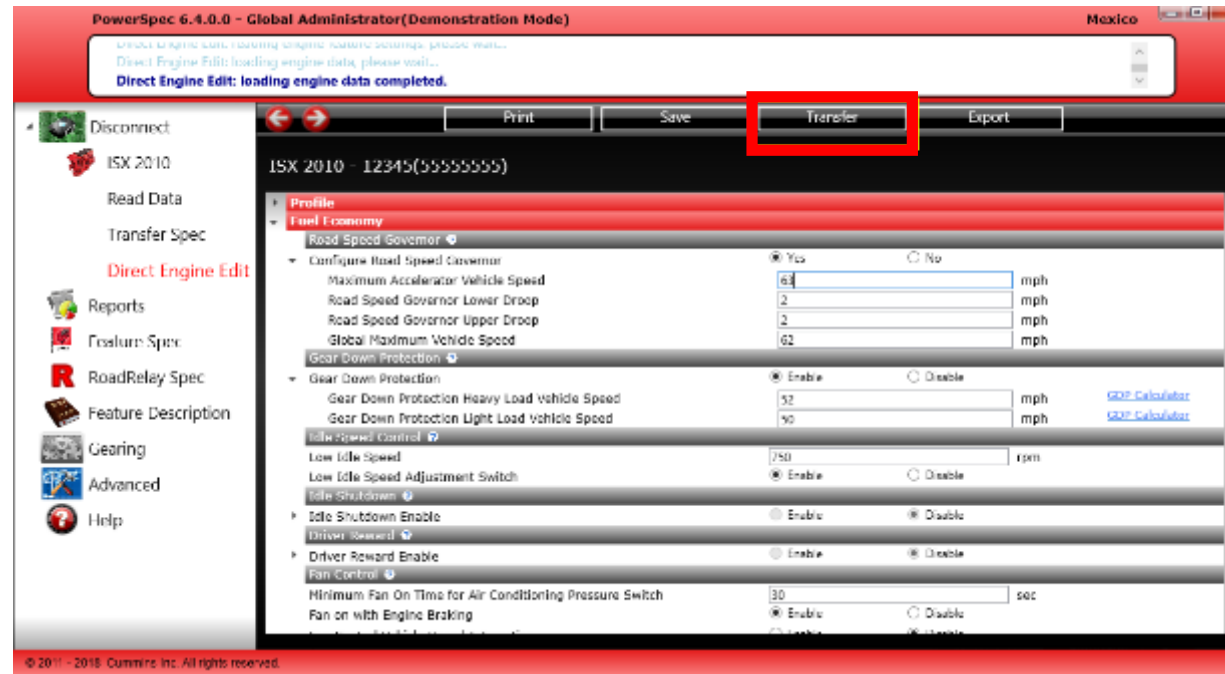 PowerSpec 6.4.0.0 - Global Administrator(Demonstration Mode) Mexico
Direct Engine Edit: loading engine feature settings, please wait...
Direct Engine Edit: loading engine data, please wait...
Direct Engine Edit: loading engine data completed.
Disconnect
ISX 2010
Read Data
Transfer Spec
Direct Engine Edit
Reports
Feature Spec
RoadRelay Spec
Feature Description
Gearing
Advanced
Help
Print Save Transfer Export
ISX 2010 - 12345(55555555)
Profile
Fuel Economy
Road Speed Governor
Configure Road Speed Governor Yes No
Maximum Accelerator Vehicle Speed 63 mph
Road Speed Governor Lower Droop 2 mph
Road Speed Governor Upper Droop 2 mph
Global Maximum Vehicle Speed 62 mph
Gear Down Protection
Gear Down Protection Enable Disable
Gear Down Protection Heavy Load Vehicle Speed 52 mph GDP Calculator
Gear Down Protection Light Load Vehicle Speed 50 mph GDP Calculator
Idle Speed Control
Low Idle Speed 750 rpm
Low Idle Speed Adjustment Switch Enable Disable
Idle Shutdown
Idle Shutdown Enable Enable Disable
Driver Reward
Driver Reward Enable Enable Disable
Fan Control
Minimum Fan On Time for Air Conditioning Pressure Switch 30 sec
Fan on with Engine Braking Enable Disable
© 2011 - 2018 Cummins Inc. All rights reserved.